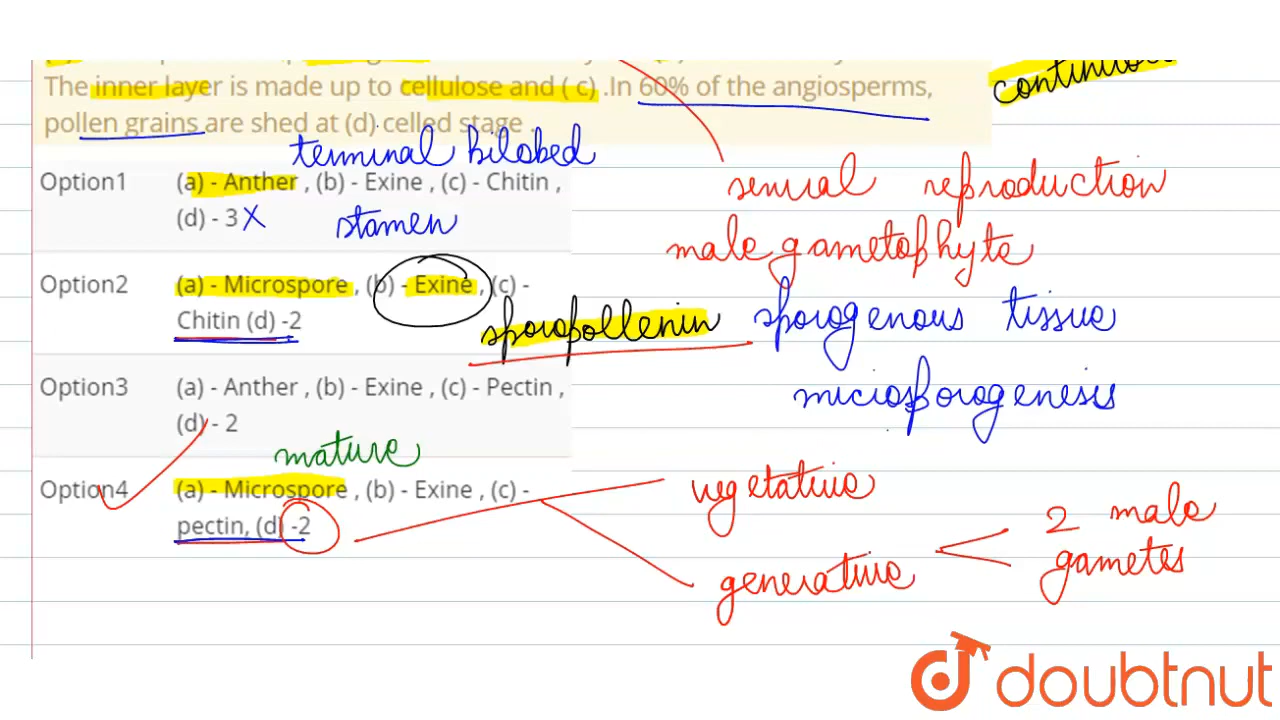 continuous
The inner layer is made up to cellulose and ( c) .In 60% of the angiosperms,
pollen grains are shed at (d) celled stage .
terminal bilobed
Option1 (a) - Anther , (b) - Exine , (c) - Chitin ,
(d) - 3 X
stamen
sexual reproduction
male gametophyte
Option2 (a) - Microspore , (b) - Exine , (c) -
Chitin (d) -2
sporopollenin
sporogenous tissue
microsporogenesis
Option3 (a) - Anther , (b) - Exine , (c) - Pectin ,
(d) - 2
mature
Option4 (a) - Microspore , (b) - Exine , (c) -
pectin, (d) -2
vegetative
generative
2 male
gametes
doubtnut